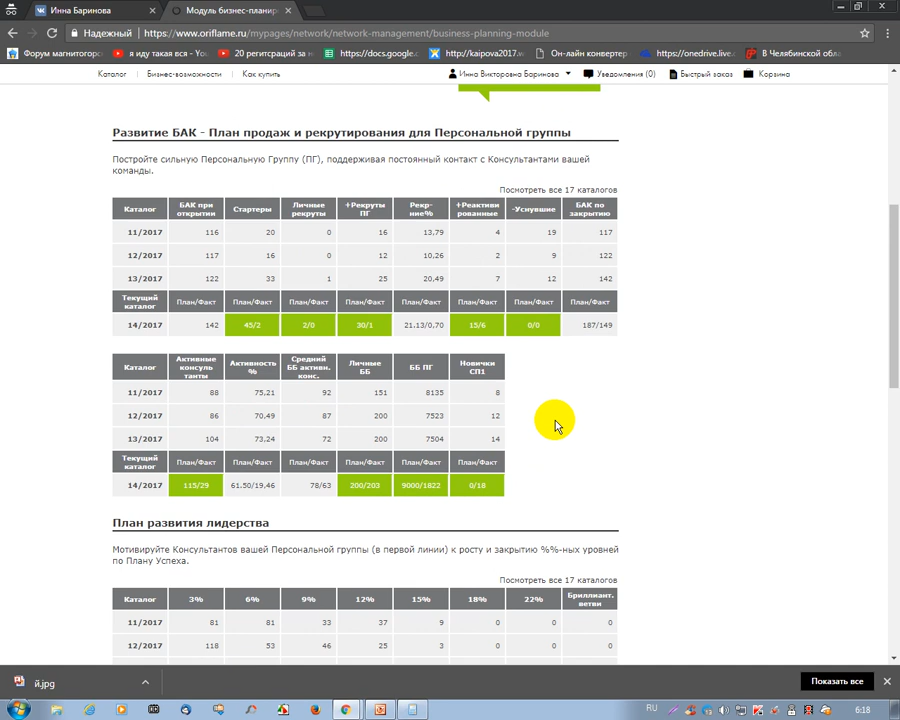 Инна Баринова
Модуль бизнес-планир
Надежный
https://www.oriflame.ru/mypages/network/network-management/business-planning-module
Форум магнитогорс
я иду такая вся - You
20 регистраций за н
https://docs.google.c
http://kaipova2017.w
Он-лайн конвертер
https://onedrive.live.c
В Челябинской обла
Каталог Бизнес-возможности Как купить
Инна Викторовна Баринова Уведомления (0) Быстрый заказ Корзина
Развитие БАК - План продаж и рекрутирования для Персональной группы
Постройте сильную Персональную Группу (ПГ), поддерживая постоянный контакт с Консультантами вашей
команды.
Посмотреть все 17 каталогов
Каталог БАК при открытии Стартеры Личные рекруты +Рекруты ПГ Рекр-ние% +Реактиви рованные -Уснувшие БАК по закрытию
11/2017 116 20 0 16 13,79 4 19 117
12/2017 117 16 0 12 10,26 2 9 122
13/2017 122 33 1 25 20,49 7 12 142
Текущий каталог План/Факт План/Факт План/Факт План/Факт План/Факт План/Факт План/Факт План/Факт
14/2017 142 45/2 2/0 30/1 21.13/0,70 15/6 0/0 187/149
Каталог Активные консуль танты Активность % Средний ББ активн. конс. Личные ББ ББ ПГ Новички СП1
11/2017 88 75,21 92 151 8135 8
12/2017 86 70,49 87 200 7523 12
13/2017 104 73,24 72 200 7504 14
Текущий каталог План/Факт План/Факт План/Факт План/Факт План/Факт План/Факт
14/2017 115/29 61.50/19,46 78/63 200/203 9000/1822 0/18
План развития лидерства
Мотивируйте Консультантов вашей Персональной группы (в первой линии) к росту и закрытию %%-ных уровней
по Плану Успеха.
Посмотреть все 17 каталогов
Каталог 3% 6% 9% 12% 15% 18% 22% Бриллиант. ветви
11/2017 81 81 33 37 9 0 0 0
12/2017 118 53 46 25 3 0 0 0
й.jpg
Показать все
RU
6:18